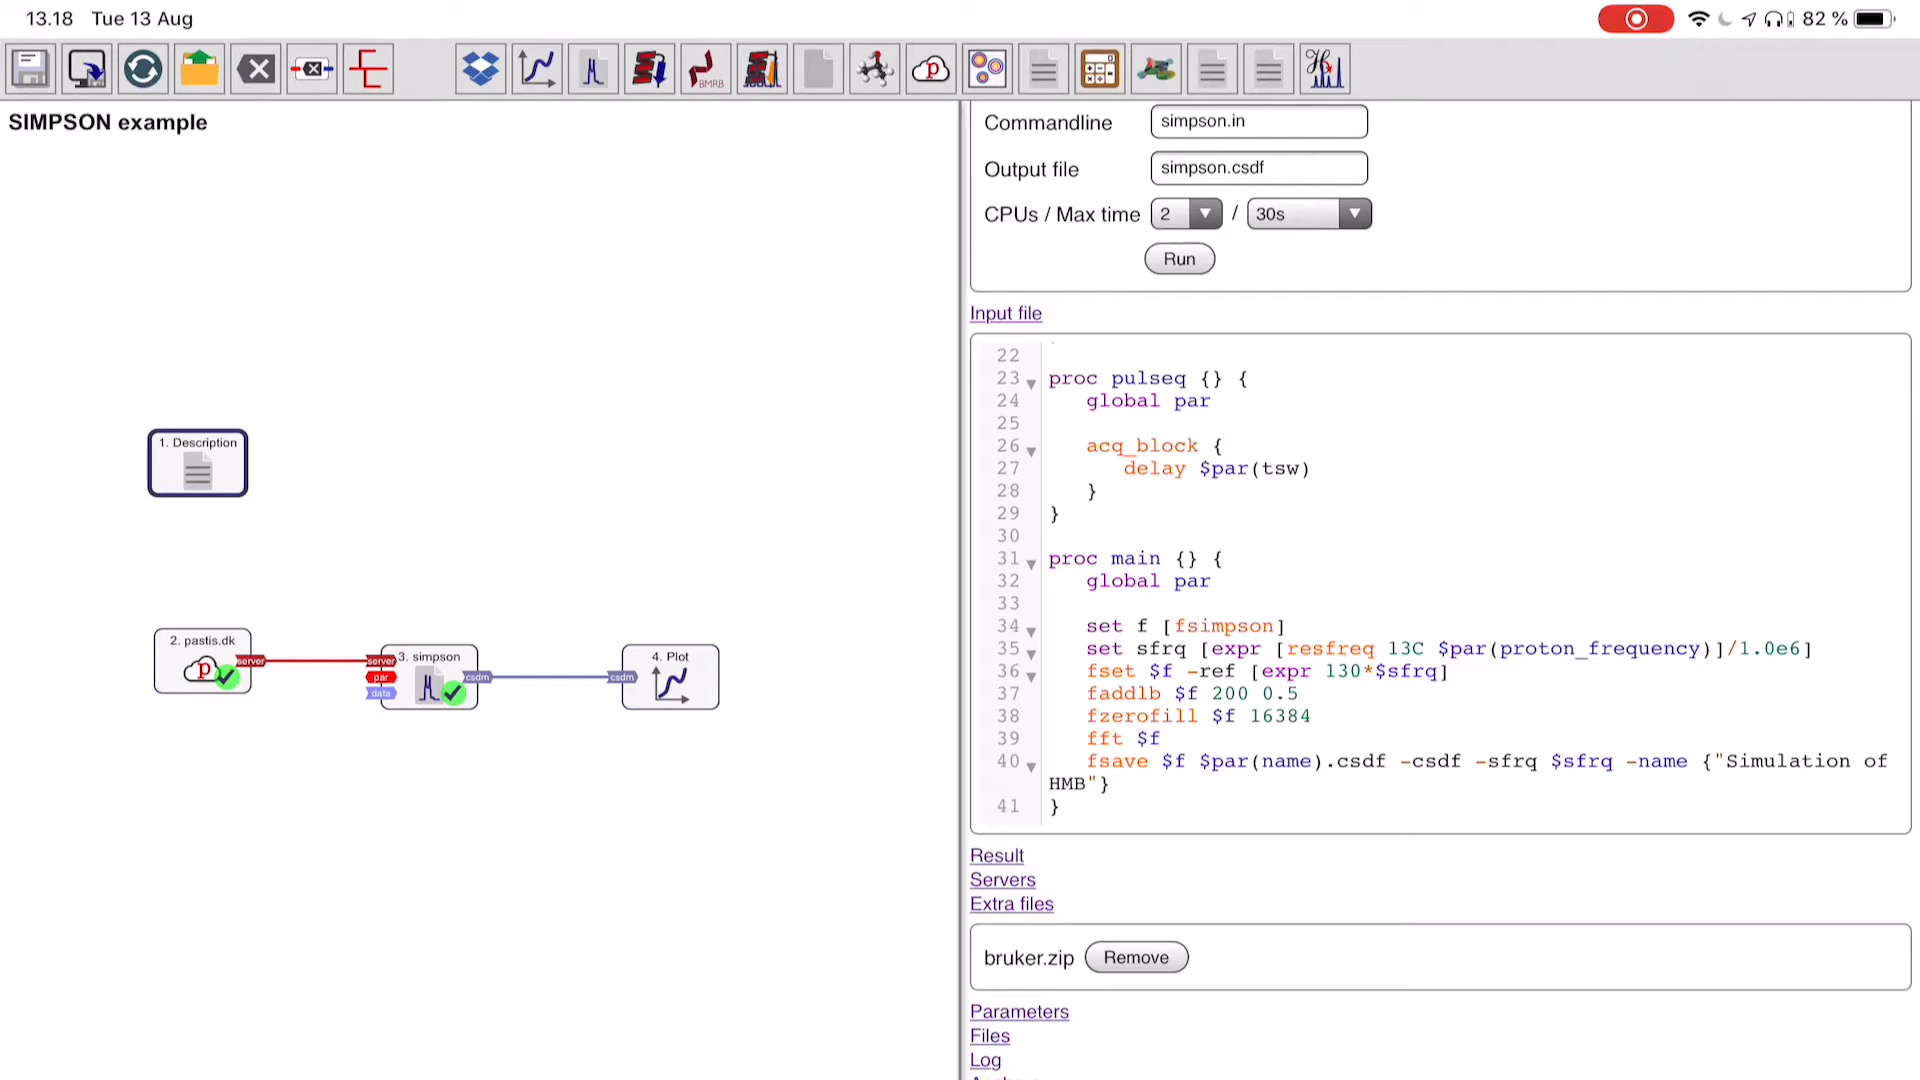 13.18 Tue 13 Aug
82 %
BMRB
SIMPSON example
Commandline simpson.in
Output file simpson.csdf
CPUs / Max time 2 / 30s
Run
Input file
22
23 proc pulseq {} {
24 global par
25
26 acq_block {
27 delay $par(tsw)
28 }
29 }
30
31 proc main {} {
32 global par
33
34 set f [fsimpson]
35 set sfrq [expr [resfreq 13C $par(proton_frequency)]/1.0e6]
36 fset $f -ref [expr 130*$sfrq]
37 faddlb $f 200 0.5
38 fzerofill $f 16384
39 fft $f
40 fsave $f $par(name).csdf -csdf -sfrq $sfrq -name {"Simulation of
HMB"}
41 }
Result
Servers
Extra files
bruker.zip Remove
Parameters
Files
Log
1. Description
2. pastis.dk
server
server
par
data
3. simpson
csdm
csdm
4. Plot